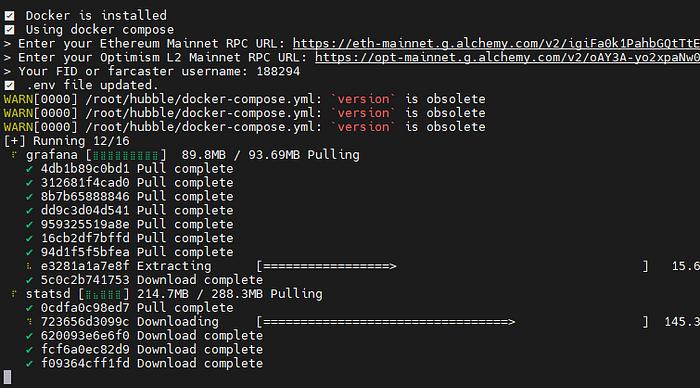 ☑ Docker is installed
☑ Using docker compose
> Enter your Ethereum Mainnet RPC URL: https://eth-mainnet.g.alchemy.com/v2/igiFa0k1PahbGQtTtE
> Enter your Optimism L2 Mainnet RPC URL: https://opt-mainnet.g.alchemy.com/v2/oAY3A-yo2xpaNw0
> Your FID or farcaster username: 188294
☑ .env file updated.
WARN[0000] /root/hubble/docker-compose.yml: `version` is obsolete
WARN[0000] /root/hubble/docker-compose.yml: `version` is obsolete
WARN[0000] /root/hubble/docker-compose.yml: `version` is obsolete
[+] Running 12/16
grafana [⣿⣿⣿⣿⣿⣿⣿⣿⣿] 89.8MB / 93.69MB Pulling
✔ 4db1b89c0bd1 Pull complete
✔ 312681f4cad0 Pull complete
✔ 8b7b65888846 Pull complete
✔ dd9c3d04d541 Pull complete
✔ 959325519a8e Pull complete
✔ 16cb2df7bffd Pull complete
✔ 94d1f5f5bfea Pull complete
e3281a1a7e8f Extracting [=================> ] 15.6
✔ 5c0c2b741753 Download complete
statsd [⣿⣦⣿⣿⣿] 214.7MB / 288.3MB Pulling
✔ 0cdfa0c98ed7 Pull complete
723656d3099c Downloading [=================================> ] 145.3
✔ 620093e6e6f0 Download complete
✔ fcf6a0ec82d9 Download complete
✔ f09364cff1fd Download complete